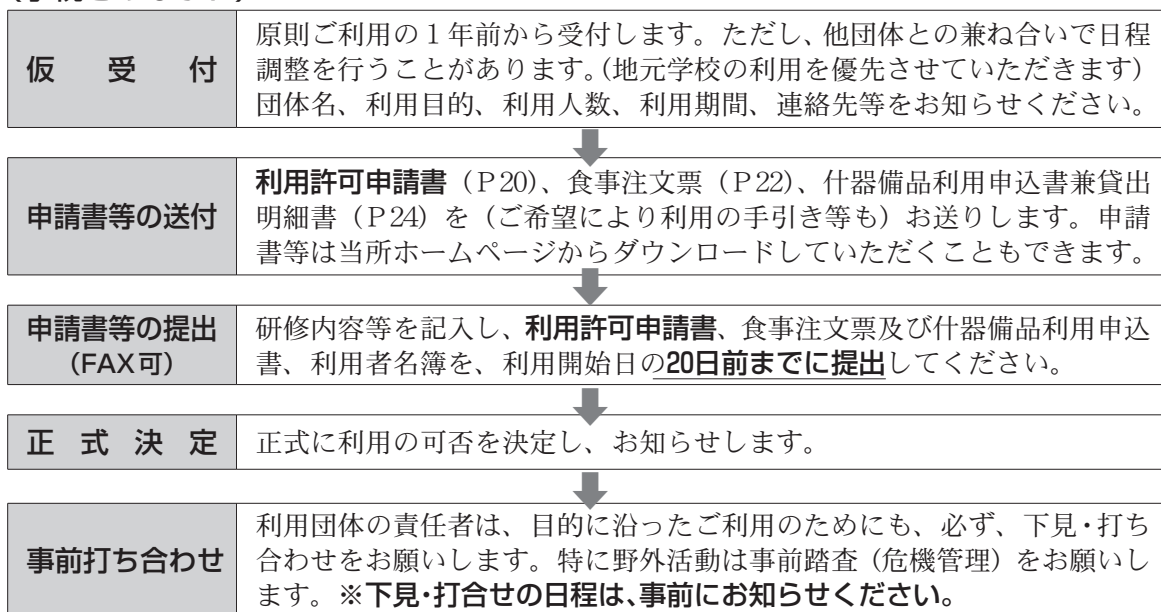 仮受付
原則ご利用の１年前から受付します。ただし、他団体との兼ね合いで日程
調整を行うことがあります。(地元学校の利用を優先させていただきます)
団体名、利用目的、利用人数、利用期間、連絡先等をお知らせください。
申請書等の送付
利用許可申請書（Ｐ20)、食事注文票（Ｐ22)、什器備品利用申込書兼貸出
明細書（Ｐ24）を（ご希望により利用の手引き等も）お送りします。申請
書等は当所ホームページからダウンロードしていただくこともできます。
申請書等の提出
(FAX可)
研修内容等を記入し、利用許可申請書、食事注文票及び什器備品利用申込
書、利用者名簿を、利用開始日の20日前までに提出してください。
正式決定
正式に利用の可否を決定し、お知らせします。
事前打ち合わせ
利用団体の責任者は、目的に沿ったご利用のためにも、必ず、下見・打ち
合わせをお願いします。特に野外活動は事前踏査（危機管理）をお願いし
ます。※下見・打合せの日程は、事前にお知らせください。